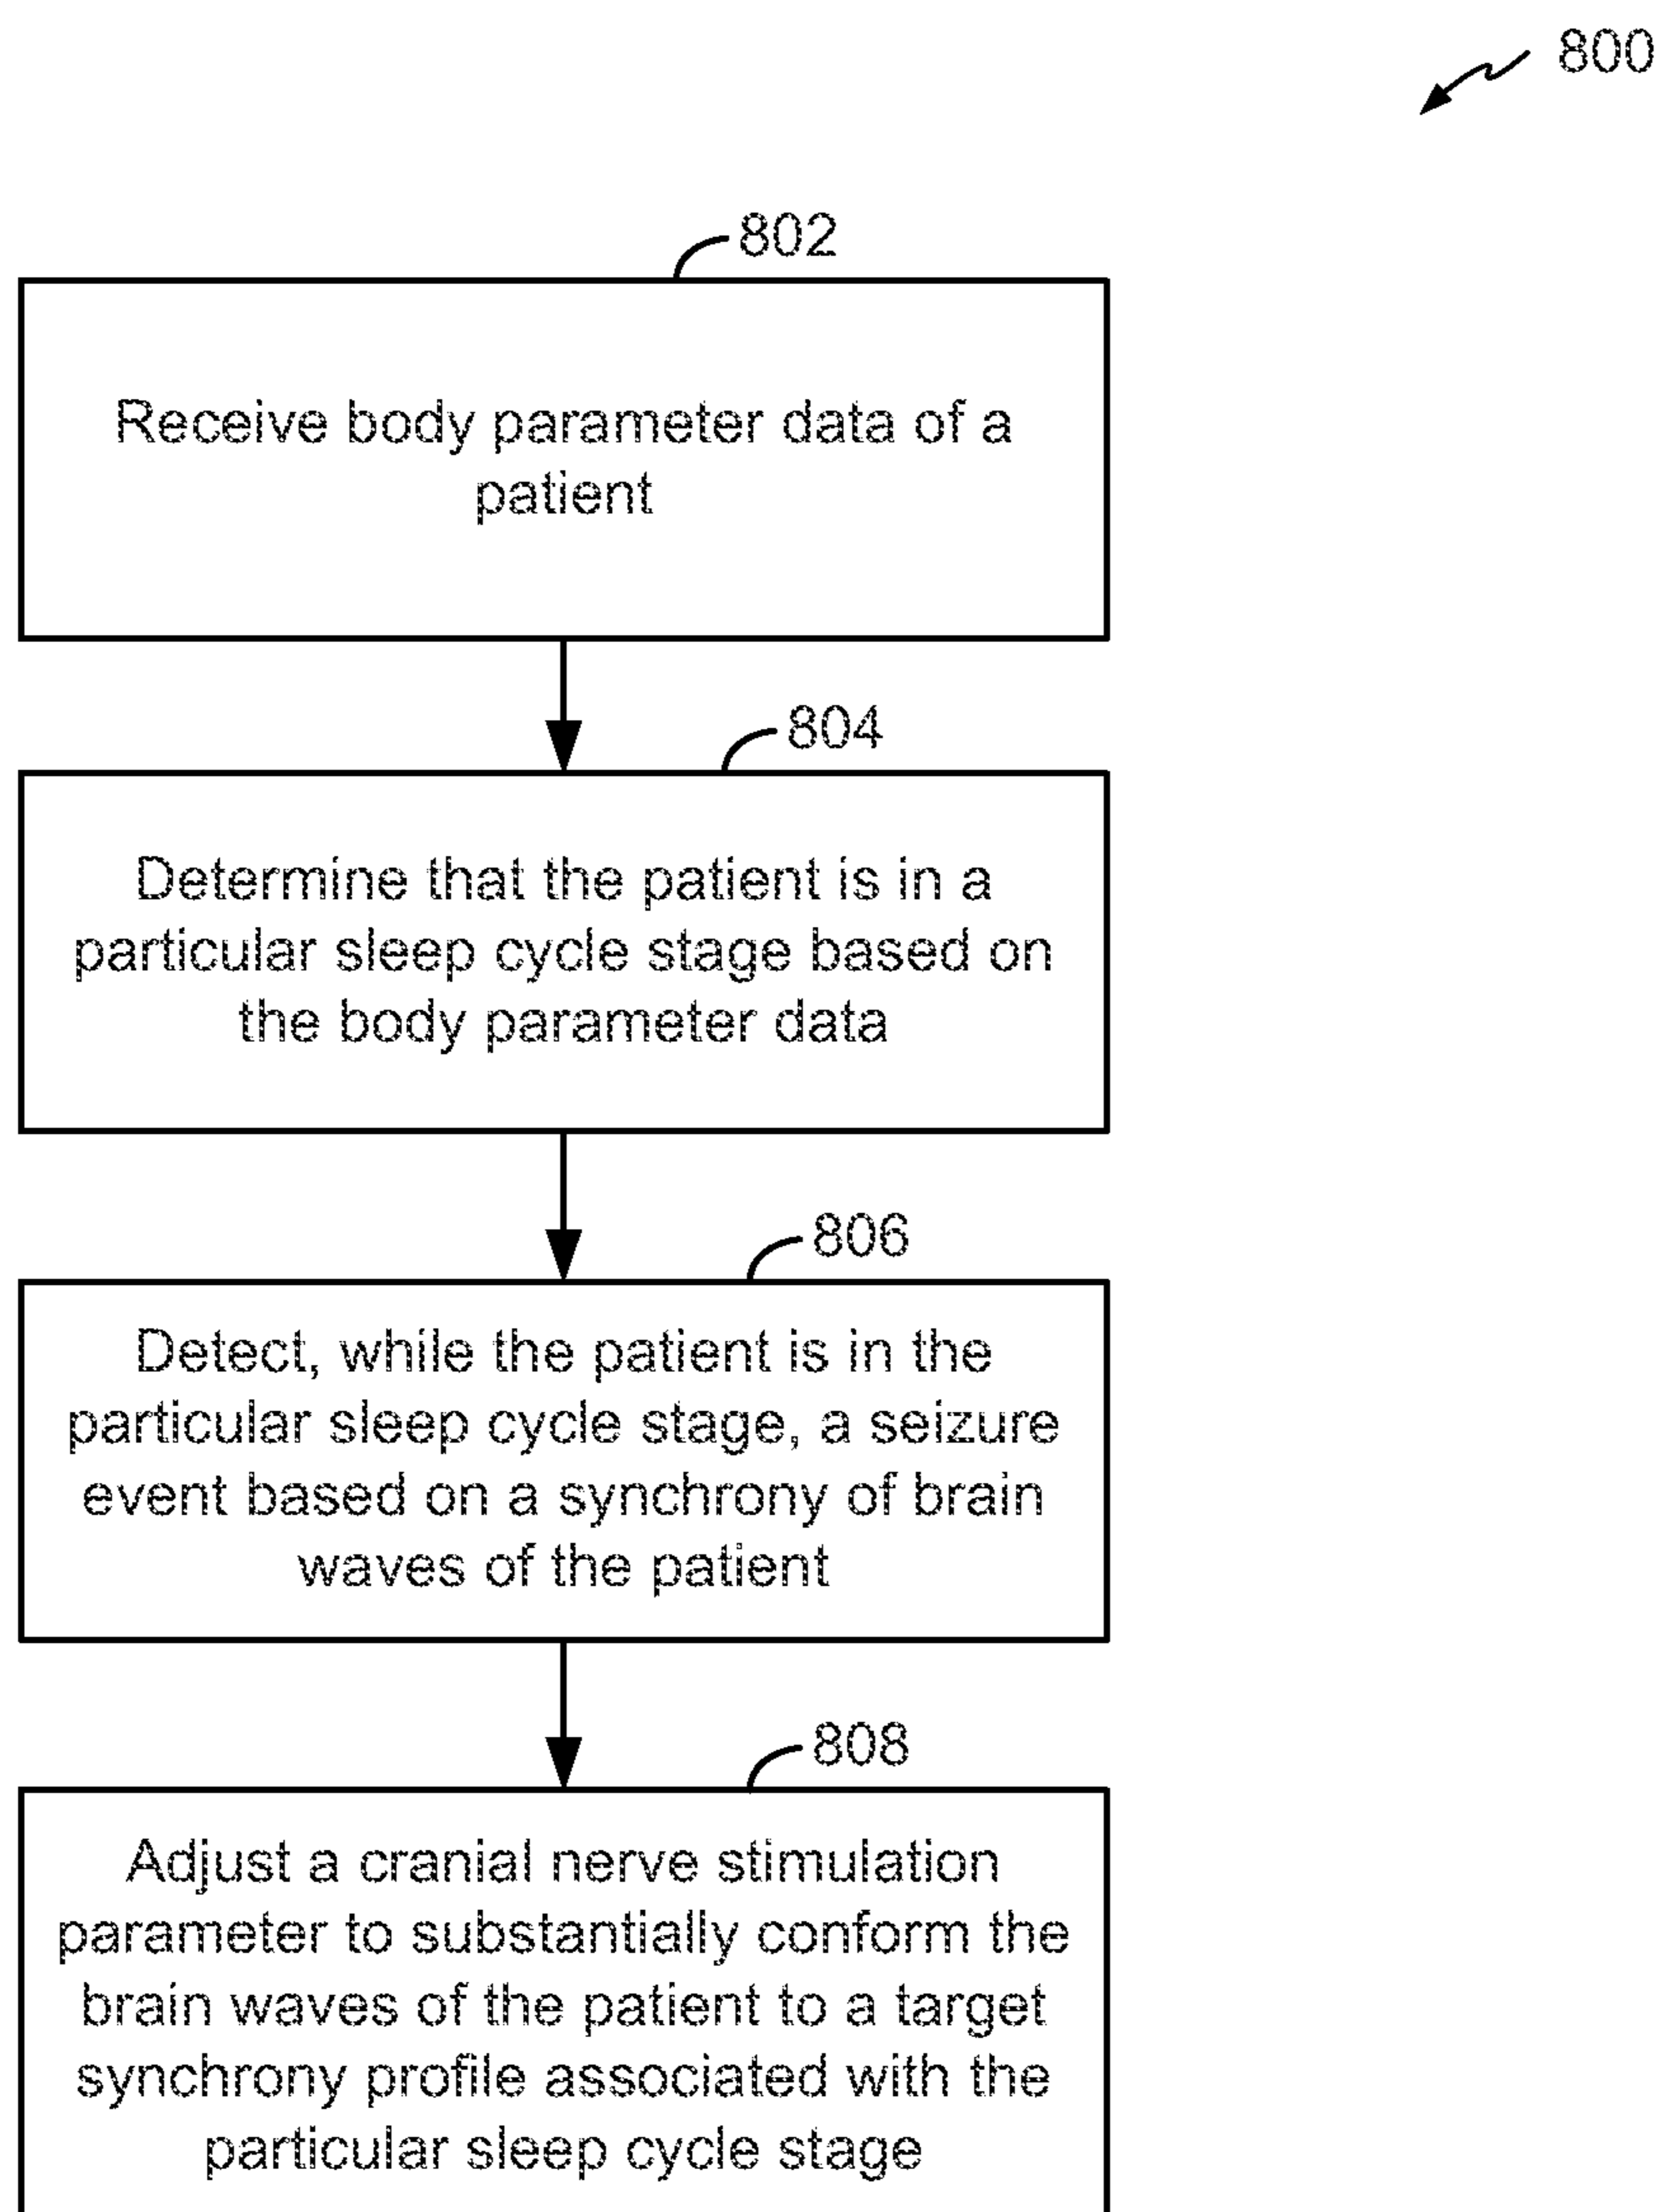 800
802
Receive body parameter data of a
patient
804
Determine that the patient is in a
particular sleep cycle stage based on
the body parameter data
806
Detect, while the patient is in the
particular sleep cycle stage, a seizure
event based on a synchrony of brain
waves of the patient
808
Adjust a cranial nerve stimulation
parameter to substantially conform the
brain waves of the patient to a target
synchrony profile associated with the
particular sleep cycle stage